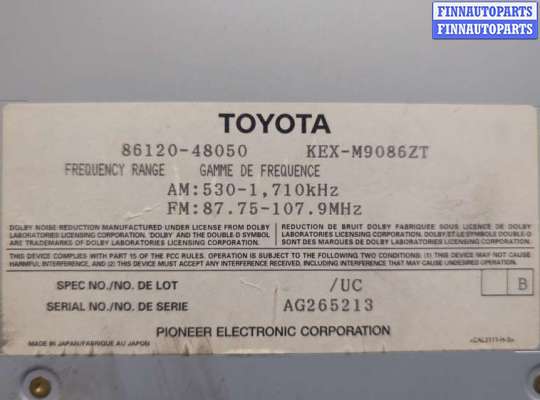 FINNAUTOPARTS
FINNAUTOPARTS
TOYOTA
86120-48050 KEX-M9086ZT
FREQUENCY RANGE GAMME DE FREQUENCE
AM:530-1,710kHz
FM:87.75-107.9MHz
DOLBY NOISE REDUCTION MANUFACTURED UNDER LICENSE FROM DOLBY
LABORATORIES LICENSING CORPORATION. 'DOLBY' AND THE DOUBLE-D SYMBOL
ARE TRADEMARKS OF DOLBY LABORATORIES LICENSING CORPORATION.
REDUCTION DE BRUIT DOLBY FABRIQUEE SOUS LICENCE DE DOLBY
LABORATORIES LICENSING CORPORATION. DOLBY ET LE SYMBOLE DOUBLE-D
SONT DES MARQUES DE DOLBY LABORATORIES LICENSING CORPORATION.
THIS DEVICE COMPLIES WITH PART 15 OF THE FCC RULES. OPERATION IS SUBJECT TO THE FOLLOWING TWO CONDITIONS: (1) THIS DEVICE MAY NOT CAUSE
HARMFUL INTERFERENCE, AND (2) THIS DEVICE MUST ACCEPT ANY INTERFERENCE RECEIVED, INCLUDING INTERFERENCE THAT MAY CAUSE UNDESIRED OPERATION.
SPEC NO./NO. DE LOT /UC B
SERIAL NO./NO. DE SERIE AG265213
PIONEER ELECTRONIC CORPORATION
MADE IN JAPAN/FABRIQUE AU JAPON